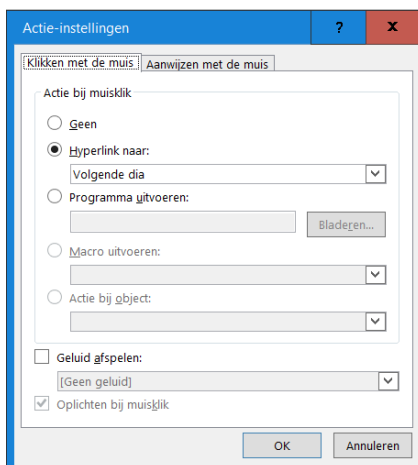 Actie-instellingen ? x
Klikken met de muis Aanwijzen met de muis
Actie bij muisklik
Geen
Hyperlink naar:
Volgende dia
Programma uitvoeren:
Bladeren...
Macro uitvoeren:
Actie bij object:
Geluid afspelen:
[Geen geluid]
Oplichten bij muisklik
OK Annuleren